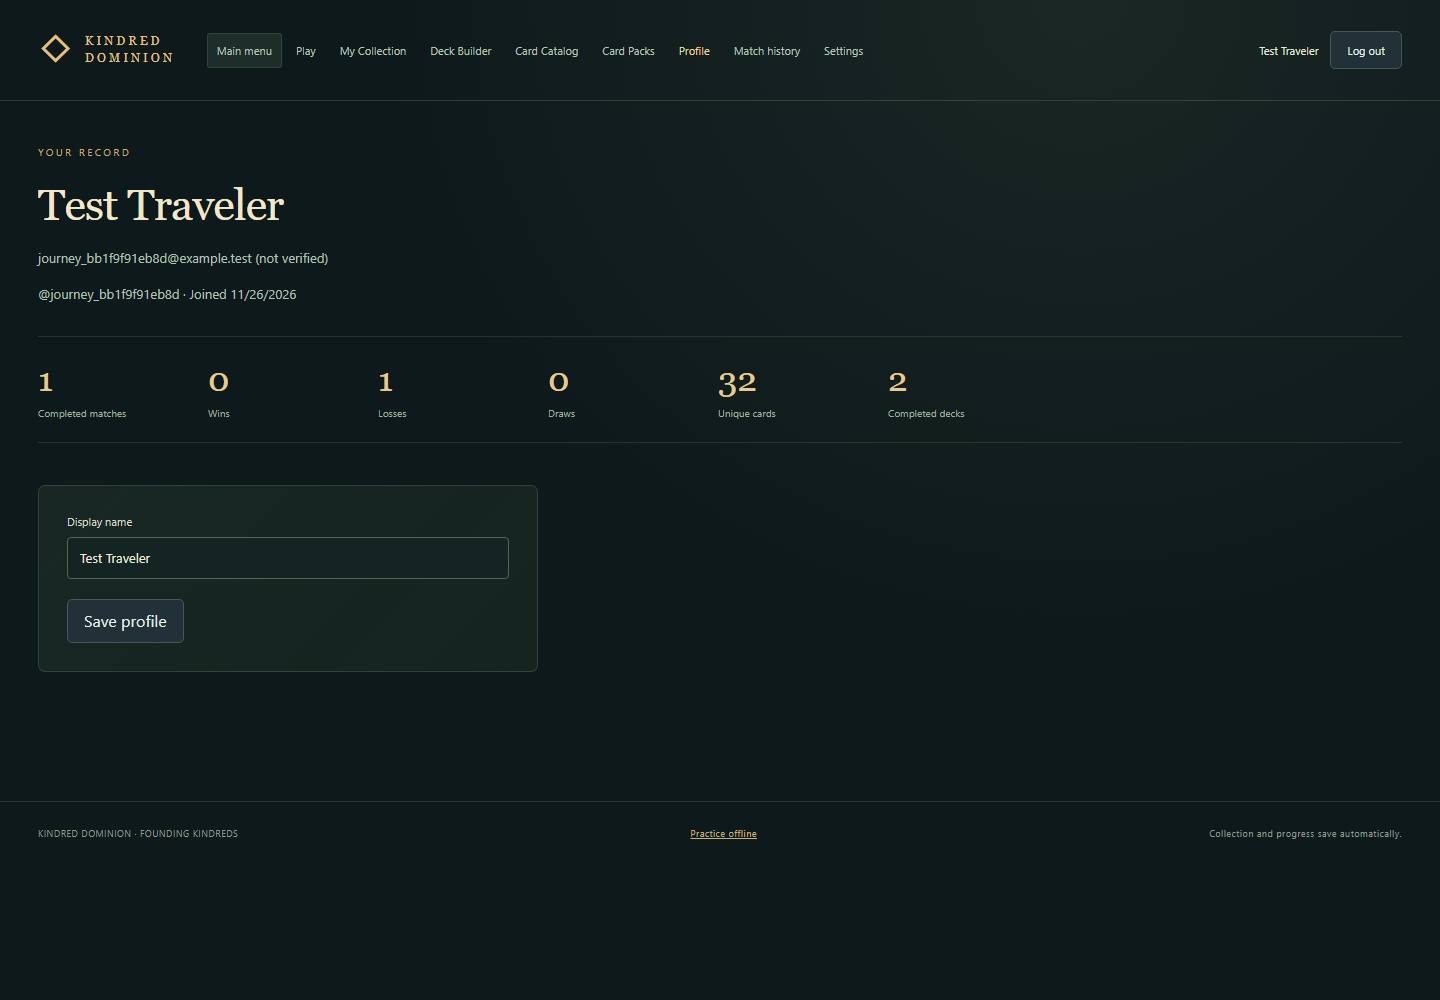 KINDRED
DOMINION
Main menu
Play
My Collection
Deck Builder
Card Catalog
Card Packs
Profile
Match history
Settings
Test Traveler
Log out
YOUR RECORD
Test Traveler
journey_bb1f9f91eb8d@example.test (not verified)
@journey_bb1f9f91eb8d · Joined 11/26/2026
1
Completed matches
0
Wins
1
Losses
0
Draws
32
Unique cards
2
Completed decks
Display name
Test Traveler
Save profile
KINDRED DOMINION · FOUNDING KINDREDS
Practice offline
Collection and progress save automatically.